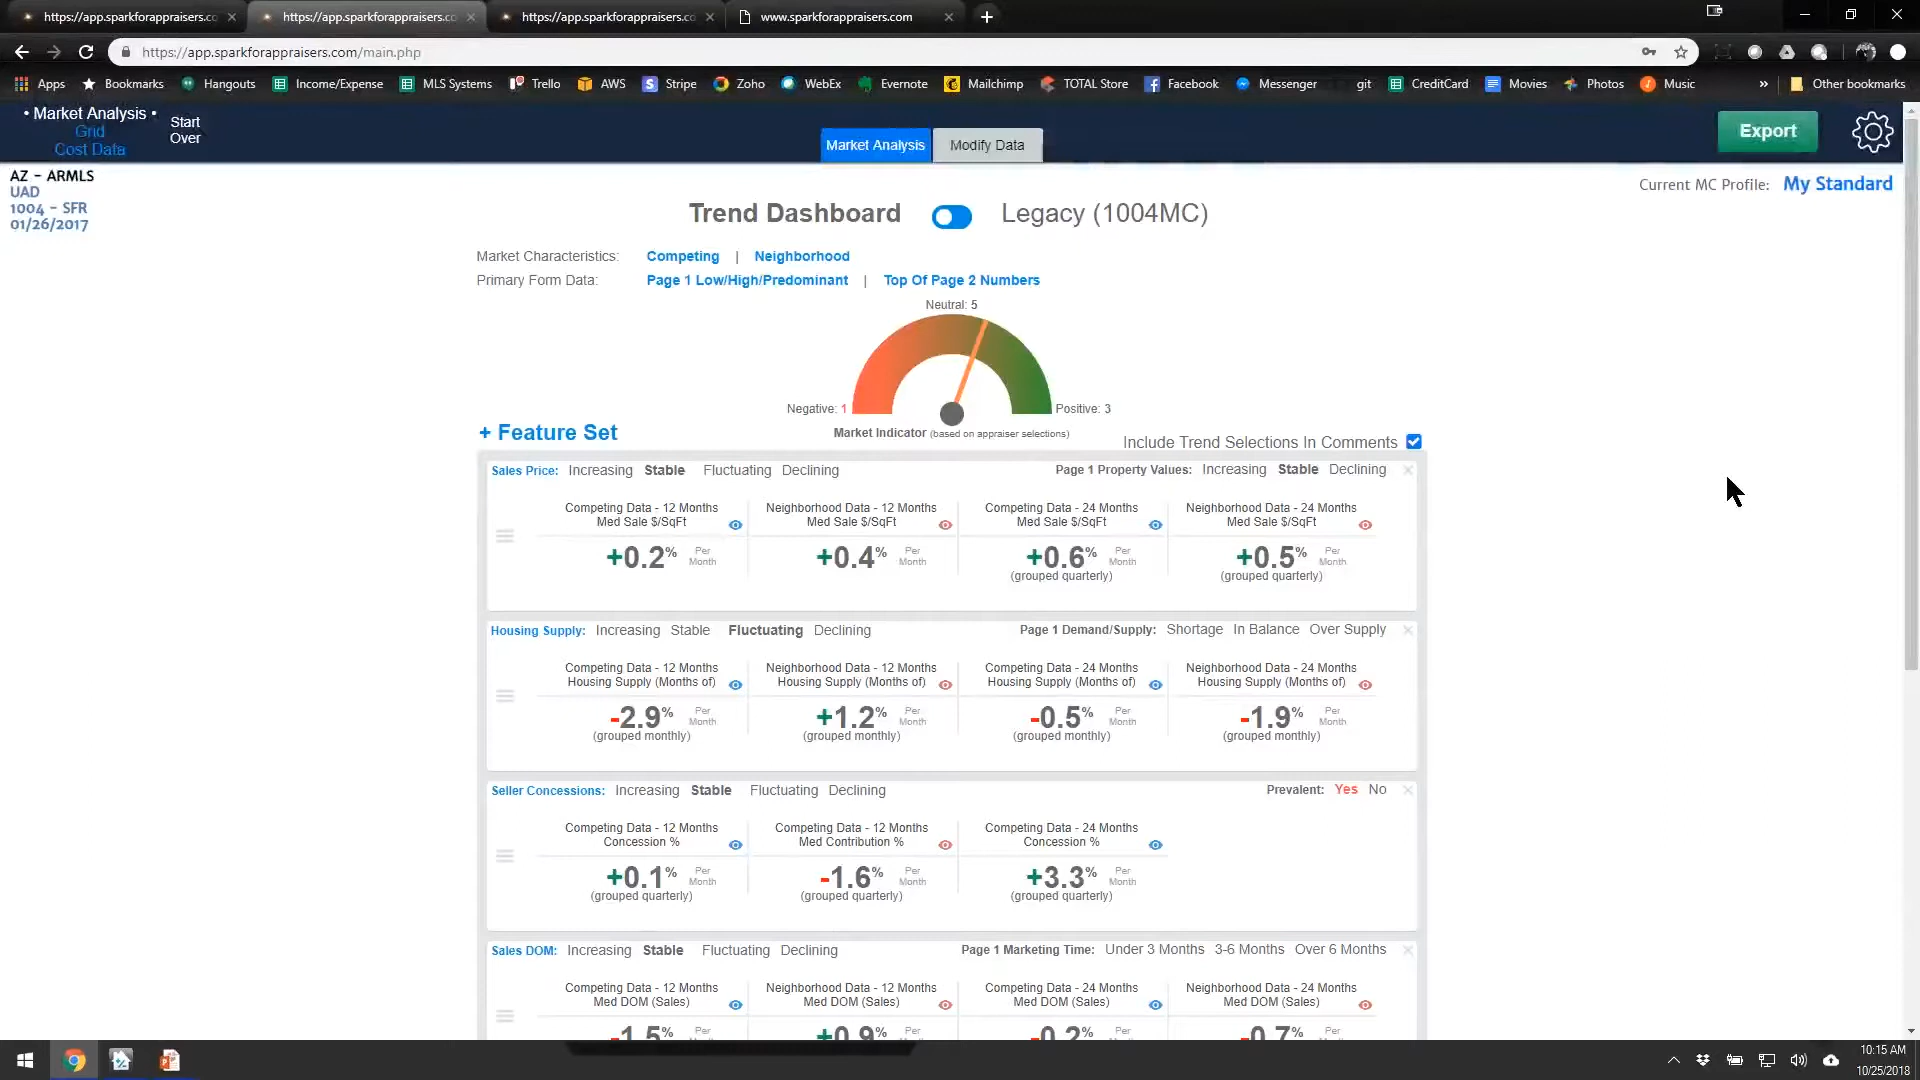 https://app.sparkforappraisers.co
https://app.sparkforappraisers.co
https://app.sparkforappraisers.co
www.sparkforappraisers.com
https://app.sparkforappraisers.com/main.php
Apps Bookmarks Hangouts Income/Expense MLS Systems Trello AWS Stripe Zoho WebEx Evernote Mailchimp TOTAL Store Facebook Messenger git CreditCard Movies Photos Music » Other bookmarks
• Market Analysis •
Grid
Cost Data
Start
Over
Market Analysis
Modify Data
Export
AZ - ARMLS
UAD
1004 - SFR
01/26/2017
Current MC Profile: My Standard
Trend Dashboard Legacy (1004MC)
Market Characteristics: Competing | Neighborhood
Primary Form Data: Page 1 Low/High/Predominant | Top Of Page 2 Numbers
Neutral: 5
Negative: 1
Positive: 3
Market Indicator (based on appraiser selections)
+ Feature Set
Include Trend Selections In Comments
Sales Price: Increasing Stable Fluctuating Declining
Page 1 Property Values: Increasing Stable Declining
Competing Data - 12 Months
Med Sale $/SqFt
+0.2% Per Month
Neighborhood Data - 12 Months
Med Sale $/SqFt
+0.4% Per Month
Competing Data - 24 Months
Med Sale $/SqFt
+0.6% Per Month
(grouped quarterly)
Neighborhood Data - 24 Months
Med Sale $/SqFt
+0.5% Per Month
(grouped quarterly)
Housing Supply: Increasing Stable Fluctuating Declining
Page 1 Demand/Supply: Shortage In Balance Over Supply
Competing Data - 12 Months
Housing Supply (Months of)
-2.9% Per Month
(grouped monthly)
Neighborhood Data - 12 Months
Housing Supply (Months of)
+1.2% Per Month
(grouped monthly)
Competing Data - 24 Months
Housing Supply (Months of)
-0.5% Per Month
(grouped monthly)
Neighborhood Data - 24 Months
Housing Supply (Months of)
-1.9% Per Month
(grouped monthly)
Seller Concessions: Increasing Stable Fluctuating Declining
Prevalent: Yes No
Competing Data - 12 Months
Concession %
+0.1% Per Month
(grouped quarterly)
Competing Data - 12 Months
Med Contribution %
-1.6% Per Month
(grouped quarterly)
Competing Data - 24 Months
Concession %
+3.3% Per Month
(grouped quarterly)
Sales DOM: Increasing Stable Fluctuating Declining
Page 1 Marketing Time: Under 3 Months 3-6 Months Over 6 Months
Competing Data - 12 Months
Med DOM (Sales)
-1.5% Per
Neighborhood Data - 12 Months
Med DOM (Sales)
+0.9% Per
Competing Data - 24 Months
Med DOM (Sales)
-0.2% Per
Neighborhood Data - 24 Months
Med DOM (Sales)
-0.7% Per
10:15 AM
10/25/2018